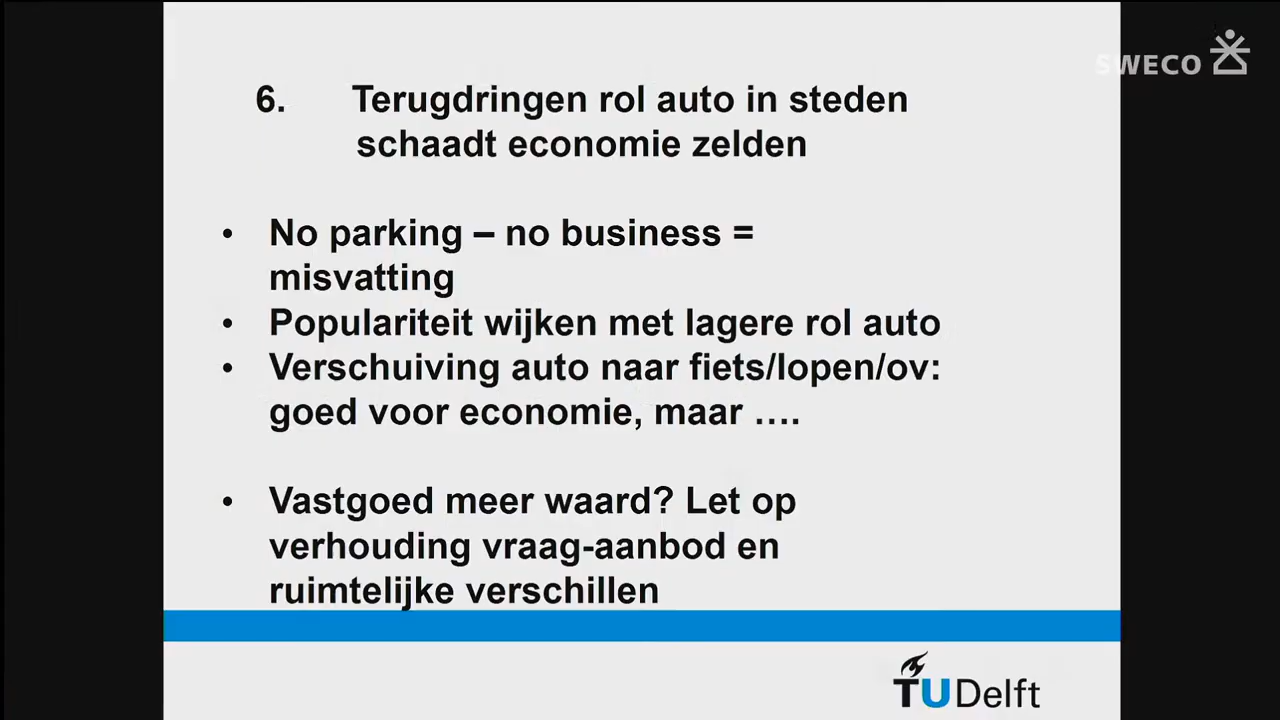 SWECO
6. Terugdringen rol auto in steden
schaadt economie zelden
• No parking – no business =
misvatting
• Populariteit wijken met lagere rol auto
• Verschuiving auto naar fiets/lopen/ov:
goed voor economie, maar ….
• Vastgoed meer waard? Let op
verhouding vraag-aanbod en
ruimtelijke verschillen
TU Delft